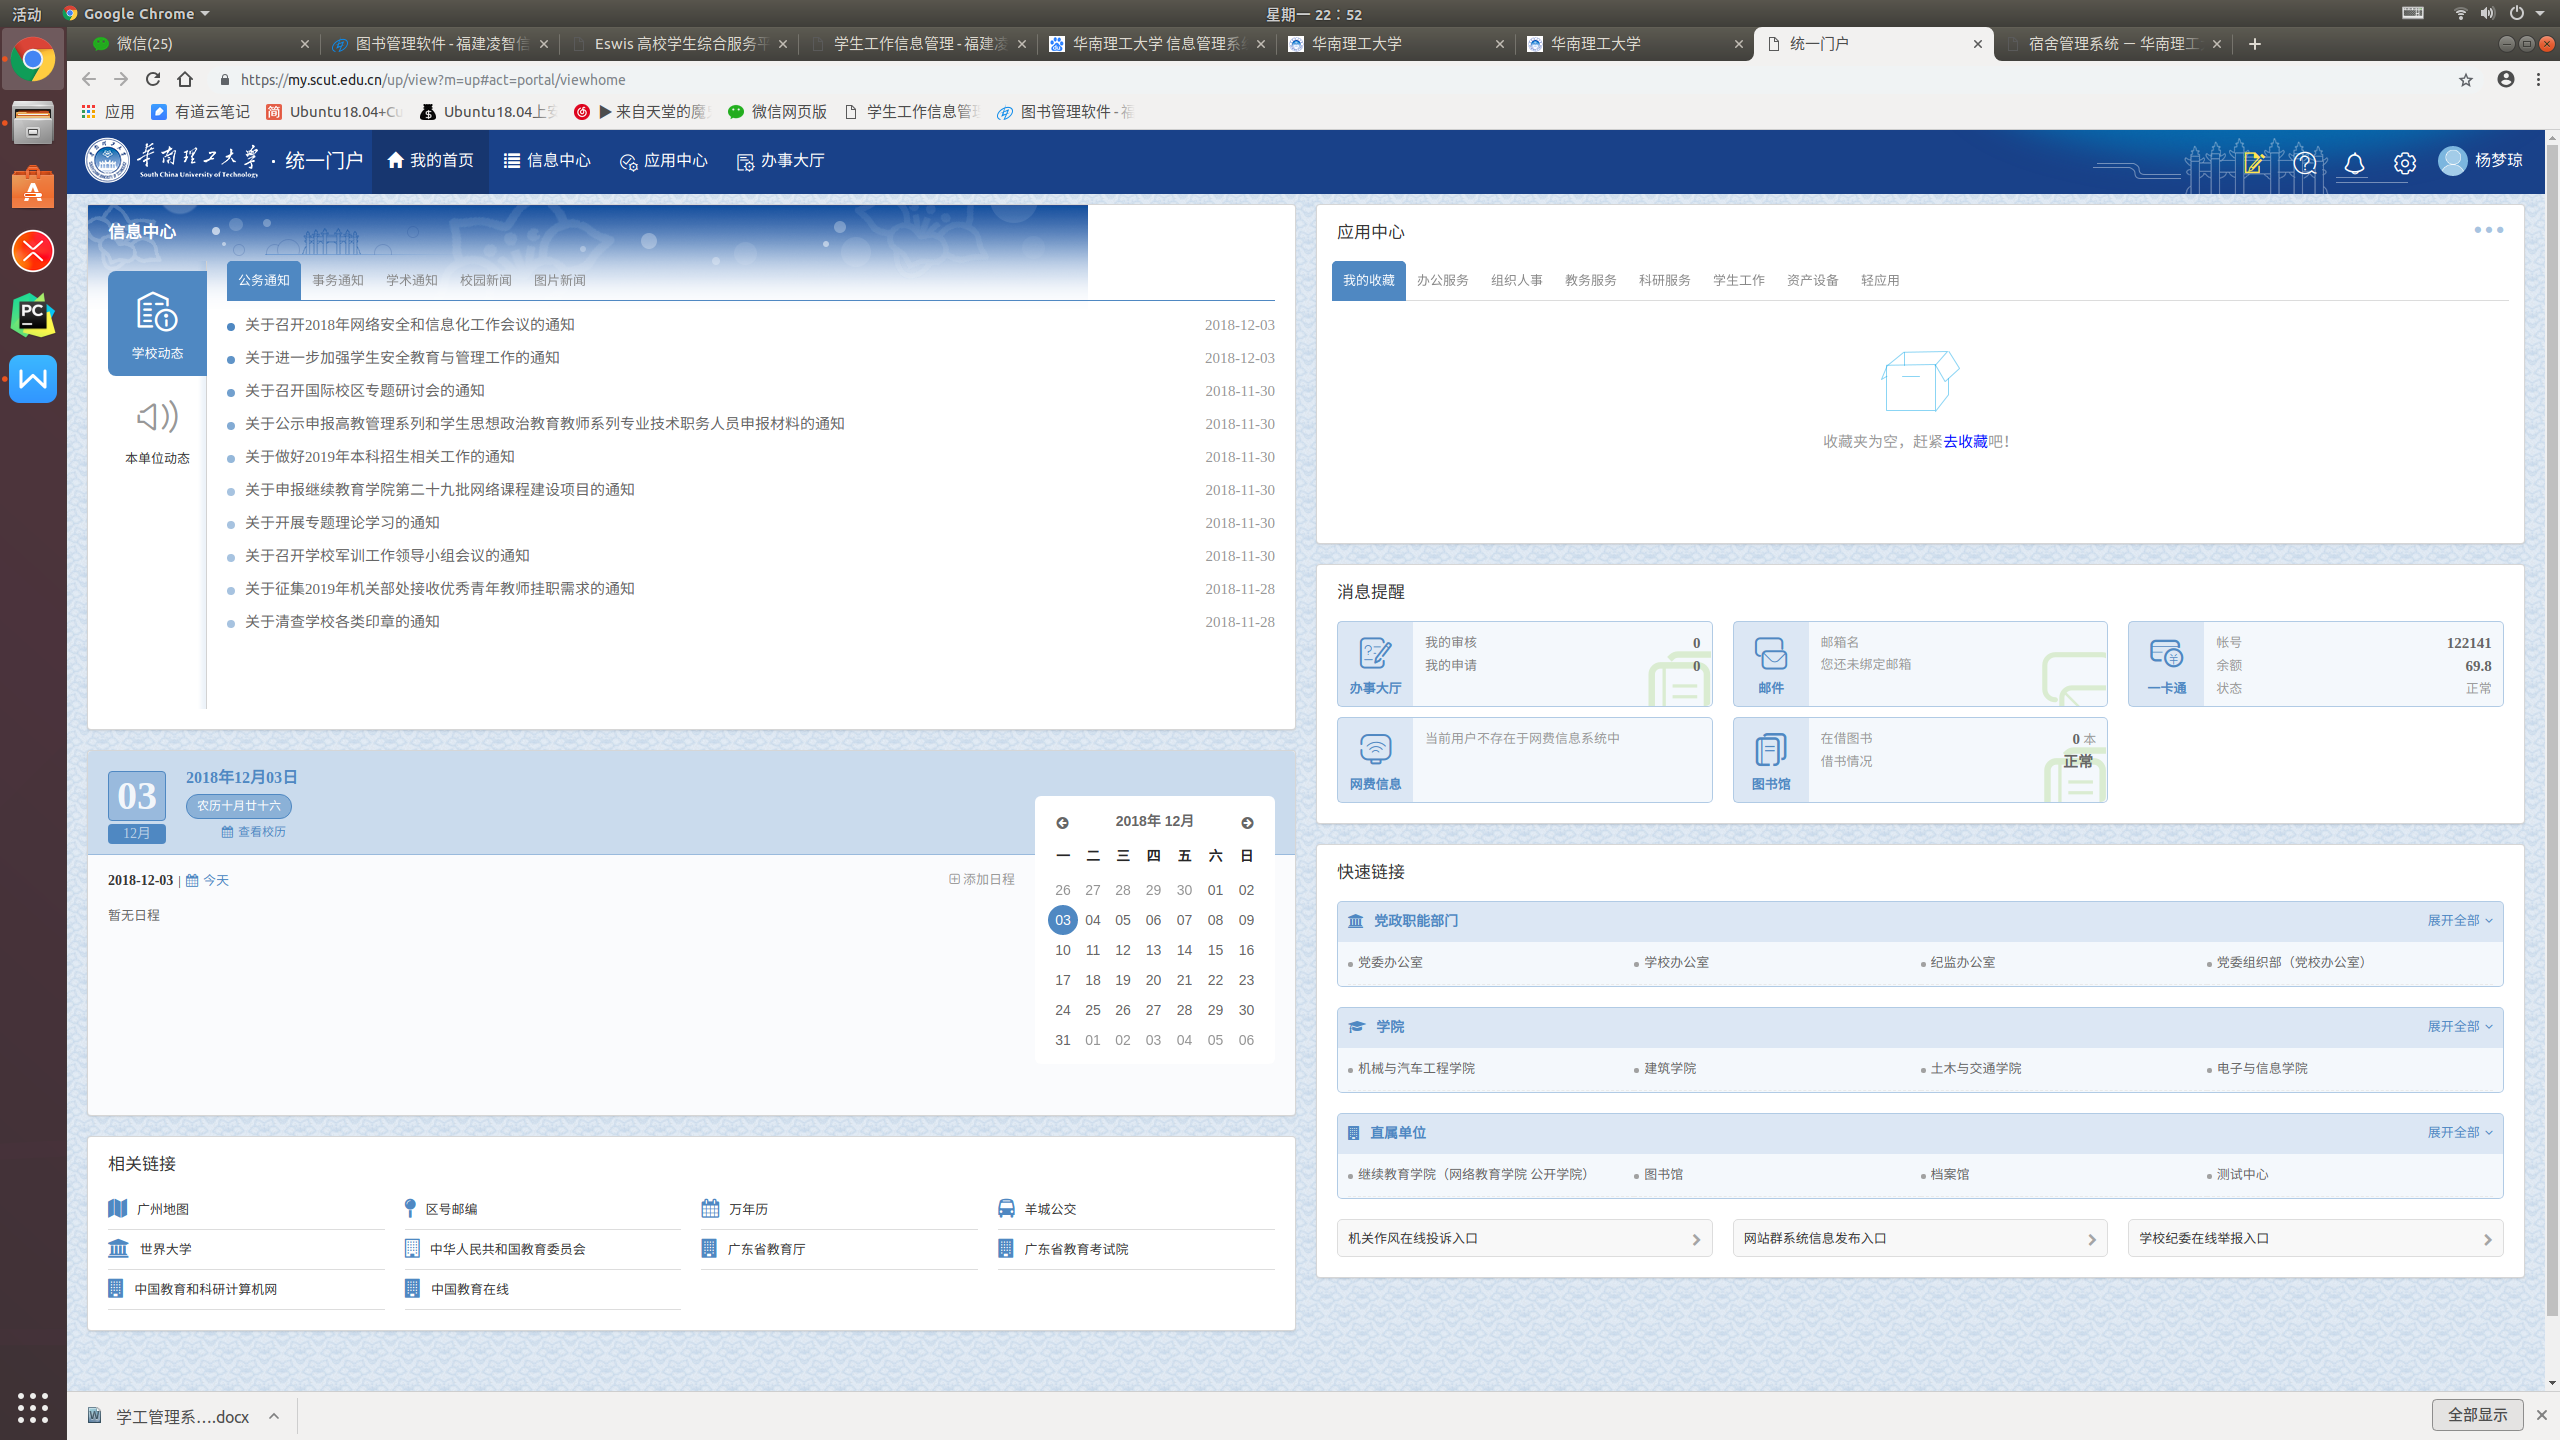 活动 Google Chrome 星期一 22：52
微信(25) 图书管理软件 - 福建凌智信 Eswis 高校学生综合服务平 学生工作信息管理 - 福建凌 华南理工大学 信息管理系统 华南理工大学 华南理工大学 统一门户 宿舍管理系统 — 华南理工
https://my.scut.edu.cn/up/view?m=up#act=portal/viewhome
应用 有道云笔记 Ubuntu18.04+Cu Ubuntu18.04上安 ▶ 来自天堂的魔 微信网页版 学生工作信息管理 图书管理软件 - 福
华南理工大学 · 统一门户 我的首页 信息中心 应用中心 办事大厅 杨梦琼
South China University of Technology
信息中心
公务通知 事务通知 学术通知 校园新闻 图片新闻
学校动态
本单位动态
关于召开2018年网络安全和信息化工作会议的通知 2018-12-03
关于进一步加强学生安全教育与管理工作的通知 2018-12-03
关于召开国际校区专题研讨会的通知 2018-11-30
关于公示申报高教管理系列和学生思想政治教育教师系列专业技术职务人员申报材料的通知 2018-11-30
关于做好2019年本科招生相关工作的通知 2018-11-30
关于申报继续教育学院第二十九批网络课程建设项目的通知 2018-11-30
关于开展专题理论学习的通知 2018-11-30
关于召开学校军训工作领导小组会议的通知 2018-11-30
关于征集2019年机关部处接收优秀青年教师挂职需求的通知 2018-11-28
关于清查学校各类印章的通知 2018-11-28
03
12月
2018年12月03日
农历十月廿十六
查看校历
2018-12-03 | 今天 添加日程
暂无日程
2018年 12月
一 二 三 四 五 六 日
26 27 28 29 30 01 02
03 04 05 06 07 08 09
10 11 12 13 14 15 16
17 18 19 20 21 22 23
24 25 26 27 28 29 30
31 01 02 03 04 05 06
相关链接
广州地图 区号邮编 万年历 羊城公交
世界大学 中华人民共和国教育委员会 广东省教育厅 广东省教育考试院
中国教育和科研计算机网 中国教育在线
应用中心
我的收藏 办公服务 组织人事 教务服务 科研服务 学生工作 资产设备 轻应用
收藏夹为空，赶紧去收藏吧！
消息提醒
办事大厅
我的审核 0
我的申请 0
邮件
邮箱名
您还未绑定邮箱
一卡通
帐号 122141
余额 69.8
状态 正常
网费信息
当前用户不存在于网费信息系统中
图书馆
在借图书 0 本
借书情况 正常
快速链接
党政职能部门 展开全部
党委办公室 学校办公室 纪监办公室 党委组织部（党校办公室）
学院 展开全部
机械与汽车工程学院 建筑学院 土木与交通学院 电子与信息学院
直属单位 展开全部
继续教育学院（网络教育学院 公开学院） 图书馆 档案馆 测试中心
机关作风在线投诉入口 网站群系统信息发布入口 学校纪委在线举报入口
学工管理系....docx 全部显示